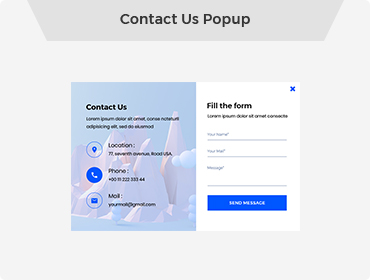 Contact Us Popup
Contact Us
Lorem ipsum dolor sit amet, conse nctetult
adipisicing elit, sed do eiusmod
Location :
77, seventh avenue, Road USA.
Phone :
+00 11 222 333 44
Mail :
yourmail@gmail.com
Fill the form
Lorem ipsum dolor sit amet consecte
Your Name*
Your Mail*
Message*
SEND MESSAGE